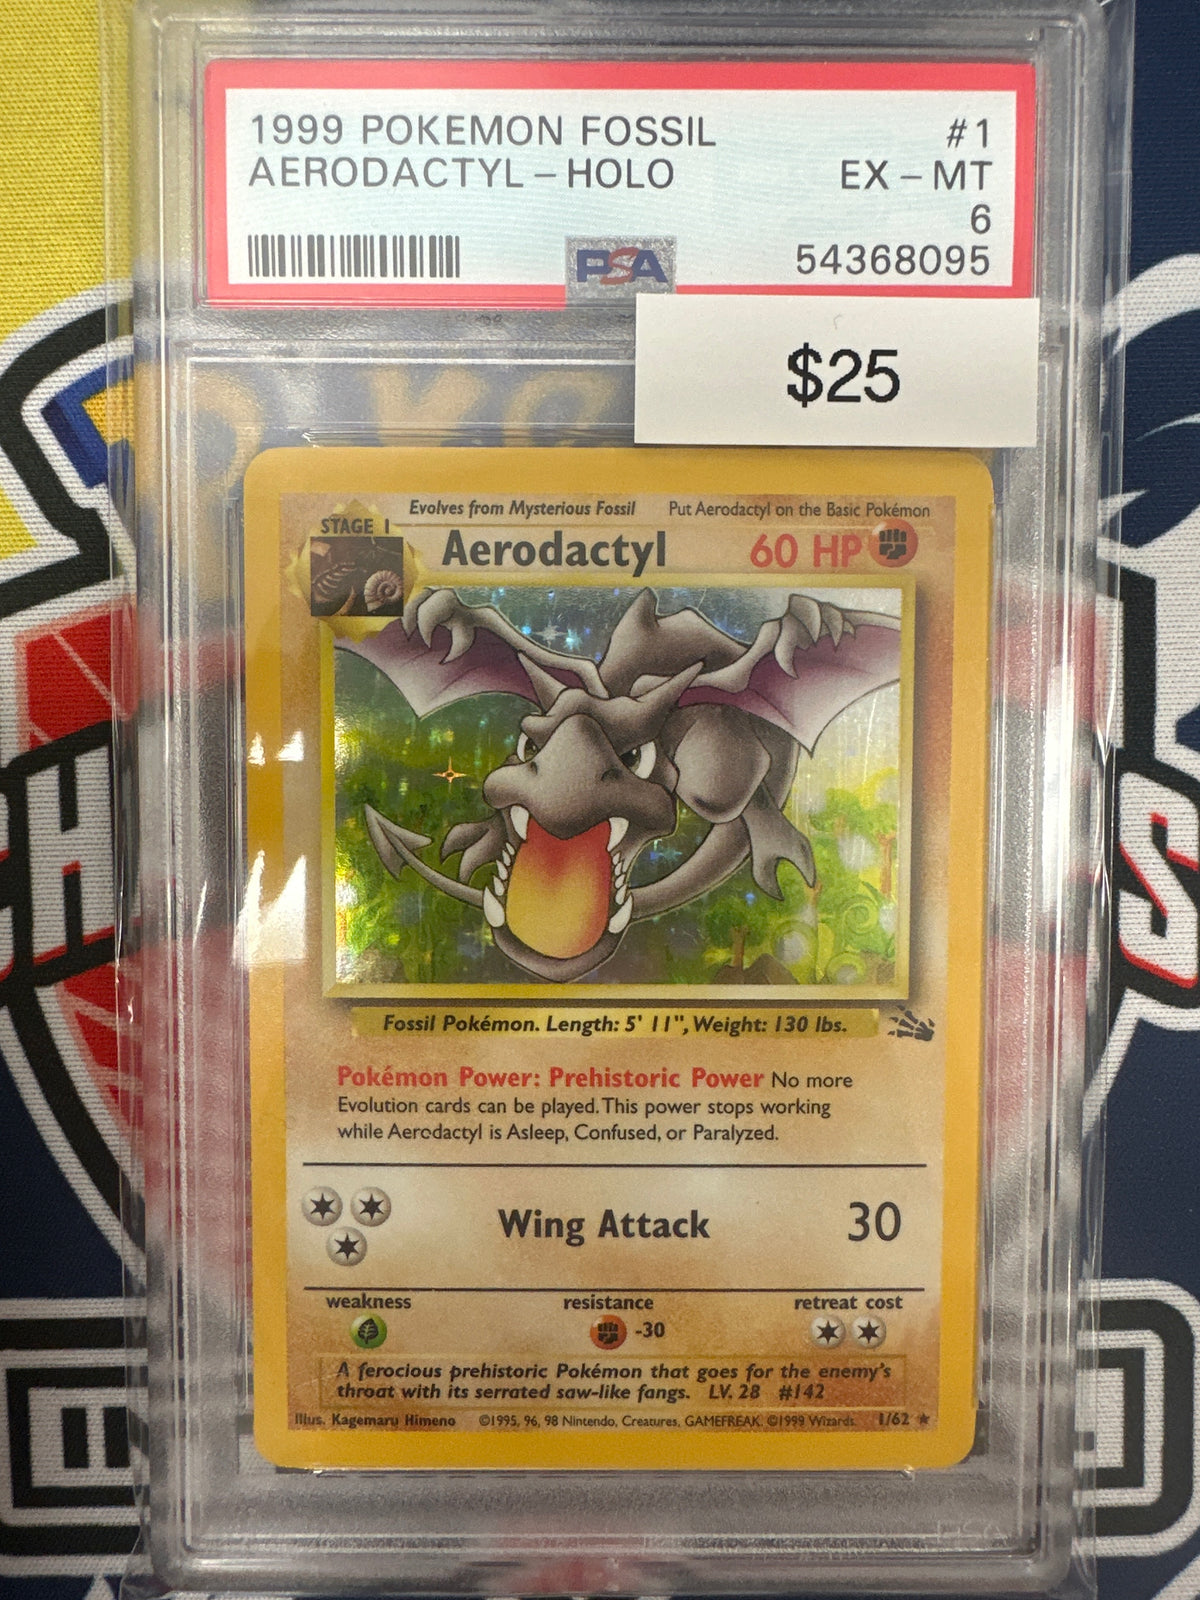 1999 POKEMON FOSSIL #1
AERODACTYL – HOLO EX – MT
6
PSA 54368095
$25
Evolves from Mysterious Fossil Put Aerodactyl on the Basic Pokémon
STAGE 1
Aerodactyl 60 HP
Fossil Pokémon. Length: 5' 11", Weight: 130 lbs.
Pokémon Power: Prehistoric Power No more
Evolution cards can be played. This power stops working
while Aerodactyl is Asleep, Confused, or Paralyzed.
Wing Attack 30
weakness resistance retreat cost
-30
A ferocious prehistoric Pokémon that goes for the enemy's
throat with its serrated saw-like fangs. LV. 28 #142
Illus. Kagemaru Himeno ©1995, 96, 98 Nintendo, Creatures, GAMEFREAK. ©1999 Wizards. 1/62 ★
PSA